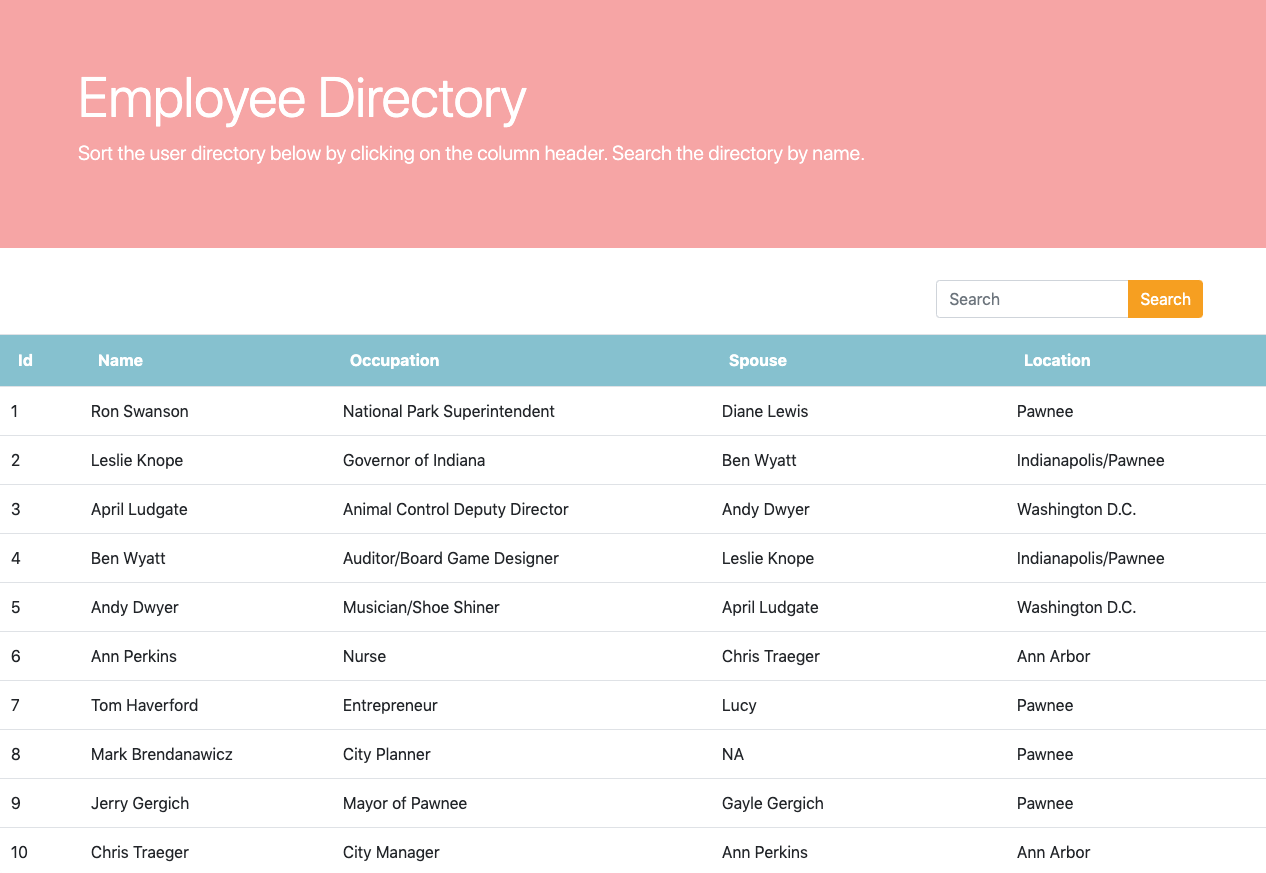 Employee Directory
Sort the user directory below by clicking on the column header. Search the directory by name.
Search Search
Id Name Occupation Spouse Location
1 Ron Swanson National Park Superintendent Diane Lewis Pawnee
2 Leslie Knope Governor of Indiana Ben Wyatt Indianapolis/Pawnee
3 April Ludgate Animal Control Deputy Director Andy Dwyer Washington D.C.
4 Ben Wyatt Auditor/Board Game Designer Leslie Knope Indianapolis/Pawnee
5 Andy Dwyer Musician/Shoe Shiner April Ludgate Washington D.C.
6 Ann Perkins Nurse Chris Traeger Ann Arbor
7 Tom Haverford Entrepreneur Lucy Pawnee
8 Mark Brendanawicz City Planner NA Pawnee
9 Jerry Gergich Mayor of Pawnee Gayle Gergich Pawnee
10 Chris Traeger City Manager Ann Perkins Ann Arbor